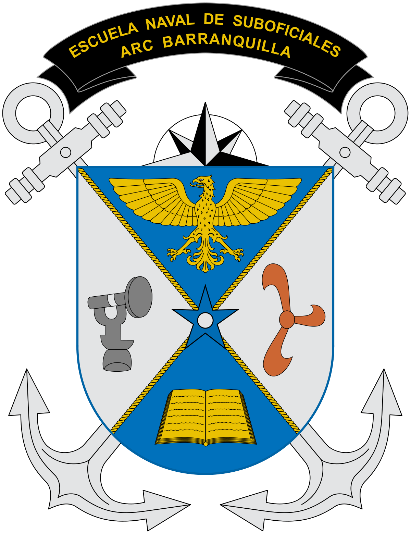 ESCUELA NAVAL DE SUBOFICIALES
ARC BARRANQUILLA